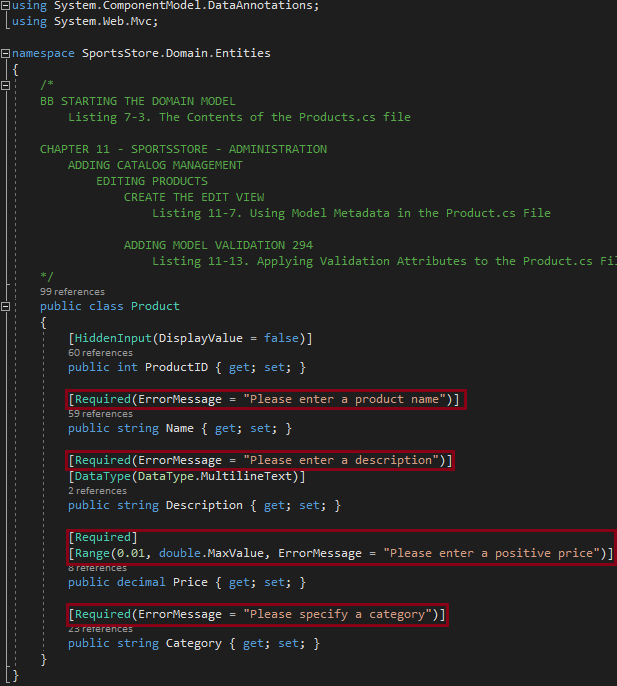 using System.ComponentModel.DataAnnotations;
using System.Web.Mvc;
namespace SportsStore.Domain.Entities
{
/*
BB STARTING THE DOMAIN MODEL
Listing 7-3. The Contents of the Products.cs file
CHAPTER 11 - SPORTSSTORE - ADMINISTRATION
ADDING CATALOG MANAGEMENT
EDITING PRODUCTS
CREATE THE EDIT VIEW
Listing 11-7. Using Model Metadata in the Product.cs File
ADDING MODEL VALIDATION 294
Listing 11-13. Applying Validation Attributes to the Product.cs Fil
*/
99 references
public class Product
{
[HiddenInput(DisplayValue = false)]
60 references
public int ProductID { get; set; }
[Required(ErrorMessage = "Please enter a product name")]
59 references
public string Name { get; set; }
[Required(ErrorMessage = "Please enter a description")]
[DataType(DataType.MultilineText)]
2 references
public string Description { get; set; }
[Required]
[Range(0.01, double.MaxValue, ErrorMessage = "Please enter a positive price")]
8 references
public decimal Price { get; set; }
[Required(ErrorMessage = "Please specify a category")]
23 references
public string Category { get; set; }
}
}